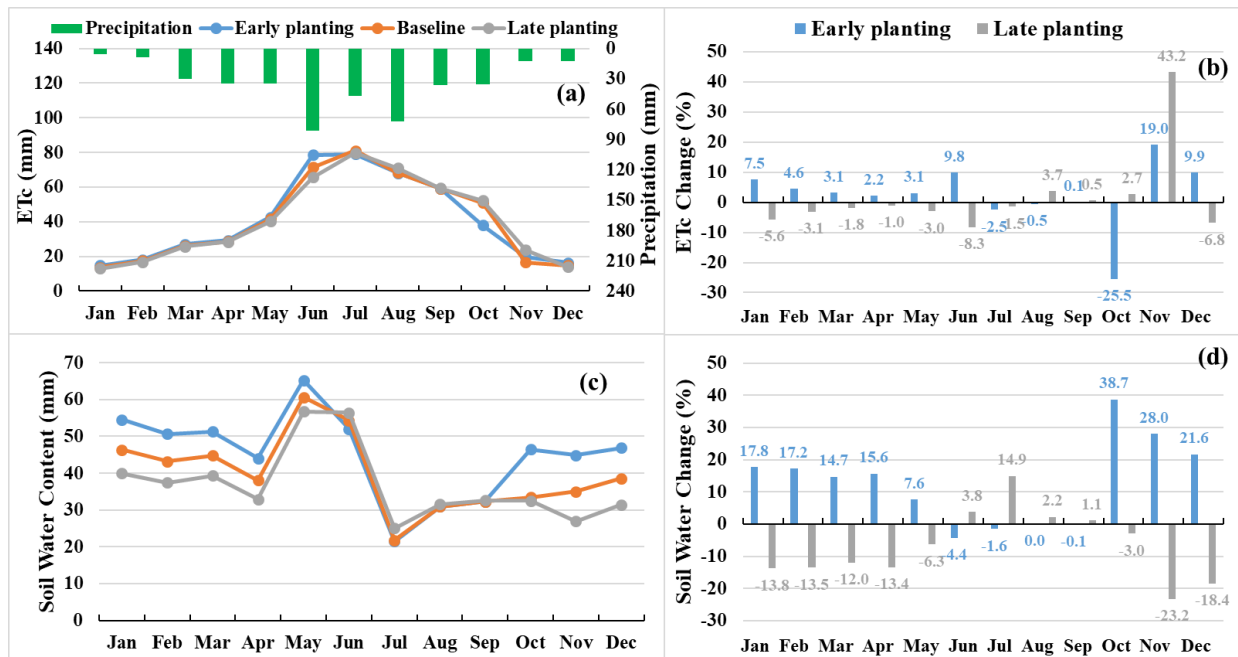 Precipitation Early planting Baseline Late planting
140 120 100 80 60 40 20 0
ETc (mm)
0 30 60 90 120 150 180 210 240
Precipitation (mm)
(a)
Jan Feb Mar Apr May Jun Jul Aug Sep Oct Nov Dec
Early planting Late planting
50 40 30 20 10 0 -10 -20 -30
ETc Change (%)
(b)
7.5 4.6 3.1 2.2 3.1 9.8 -2.5 -0.5 0.1 -25.5 19.0 9.9
-5.6 -3.1 -1.8 -1.0 -3.0 -8.3 -1.5 3.7 0.5 2.7 43.2 -6.8
Jan Feb Mar Apr May Jun Jul Aug Sep Oct Nov Dec
70 60 50 40 30 20 10 0
Soil Water Content (mm)
(c)
Jan Feb Mar Apr May Jun Jul Aug Sep Oct Nov Dec
50 40 30 20 10 0 -10 -20 -30
Soil Water Change (%)
(d)
17.8 17.2 14.7 15.6 7.6 -4.4 -1.6 0.0 -0.1 38.7 28.0 21.6
-13.8 -13.5 -12.0 -13.4 -6.3 3.8 14.9 2.2 1.1 -3.0 -23.2 -18.4
Jan Feb Mar Apr May Jun Jul Aug Sep Oct Nov Dec